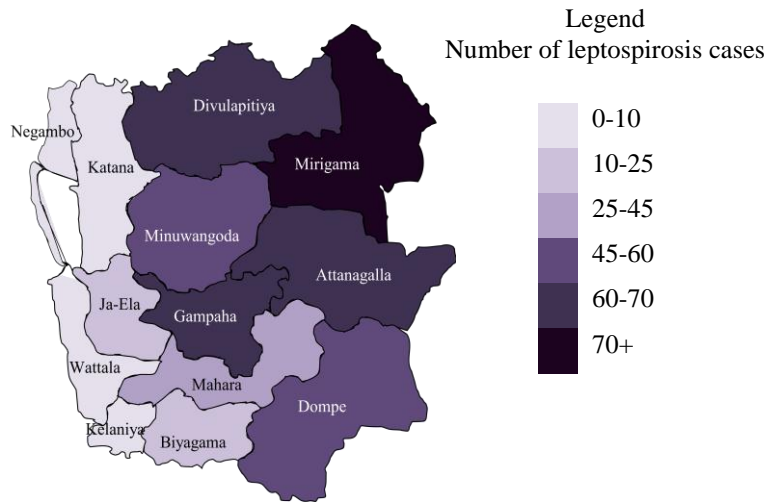 Legend
Number of leptospirosis cases
0-10
10-25
25-45
45-60
60-70
70+
Divulapitiya
Negambo
Katana
Mirigama
Minuwangoda
Attanagalla
Ja-Ela
Gampaha
Wattala
Mahara
Dompe
Kelaniya
Biyagama